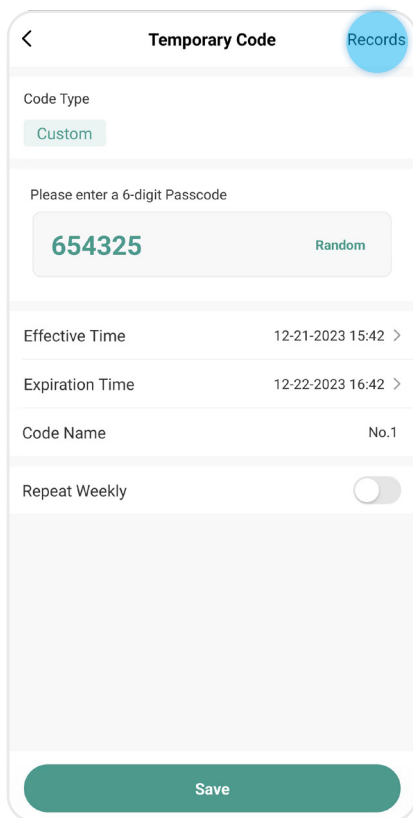 Temporary Code Records
Code Type
Custom
Please enter a 6-digit Passcode
654325 Random
Effective Time 12-21-2023 15:42
Expiration Time 12-22-2023 16:42
Code Name No.1
Repeat Weekly
Save